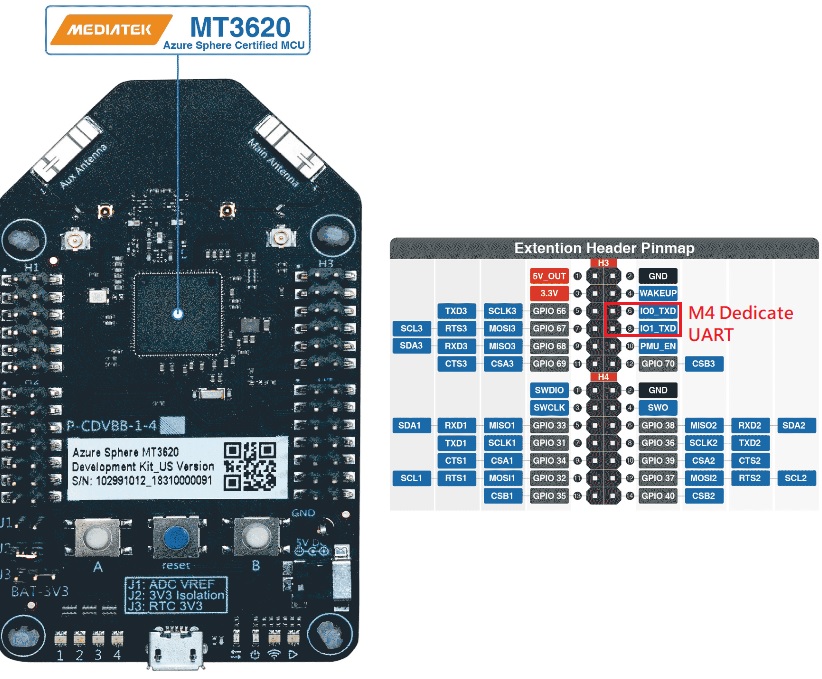 MEDIATEK MT3620
Azure Sphere Certified MCU
Aux Antenna
Main Antenna
H1
H3
P-CDVBB-1-4
Azure Sphere MT3620
Development Kit_US Version
S/N: 102991012_18310000091
J1
J2
J3
BAT-3V3
A
reset
B
GND
5V
J1: ADC VREF
J2: 3V3 Isolation
J3: RTC 3V3
1 2 3 4
Extention Header Pinmap
H3
5V_OUT 1 2 GND
3.3V 3 4 WAKEUP
TXD3 SCLK3 GPIO 66 5 6 IO0_TXD
SCL3 RTS3 MOSI3 GPIO 67 7 8 IO1_TXD
SDA3 RXD3 MISO3 GPIO 68 9 10 PMU_EN
CTS3 CSA3 GPIO 69 11 12 GPIO 70 CSB3
M4 Dedicate
UART
H4
SWDIO 1 2 GND
SWCLK 3 4 SWO
SDA1 RXD1 MISO1 GPIO 33 5 6 GPIO 38 MISO2 RXD2 SDA2
TXD1 SCLK1 GPIO 31 7 8 GPIO 36 SCLK2 TXD2
CTS1 CSA1 GPIO 34 9 10 GPIO 39 CSA2 CTS2
SCL1 RTS1 MOSI1 GPIO 32 11 12 GPIO 37 MOSI2 RTS2 SCL2
CSB1 GPIO 35 13 14 GPIO 40 CSB2